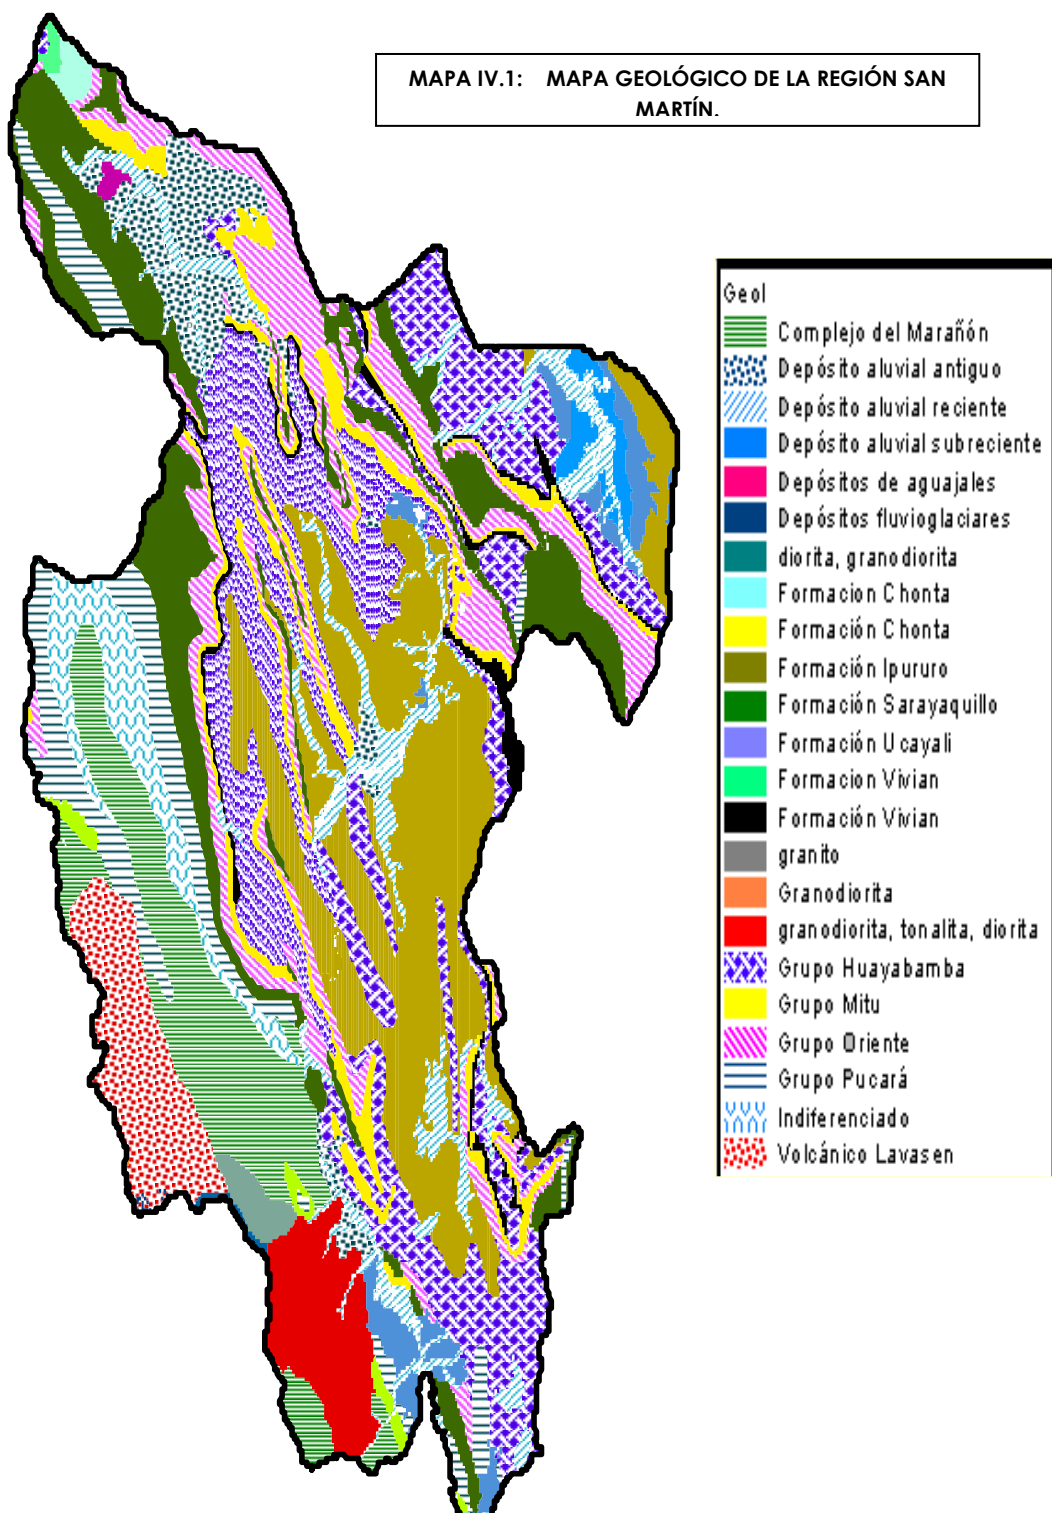 MAPA IV.1: MAPA GEOLÓGICO DE LA REGIÓN SAN
MARTÍN.
Geol
Complejo del Marañón
Depósito aluvial antiguo
Depósito aluvial reciente
Depósito aluvial subreciente
Depósitos de aguajales
Depósitos fluvioglaciares
diorita, granodiorita
Formacion Chonta
Formación Chonta
Formación Ipururo
Formación Sarayaquillo
Formación Ucayali
Formacion Vivian
Formación Vivian
granito
Granodiorita
granodiorita, tonalita, diorita
Grupo Huayabamba
Grupo Mitu
Grupo Oriente
Grupo Pucará
Indiferenciado
Volcánico Lavasen